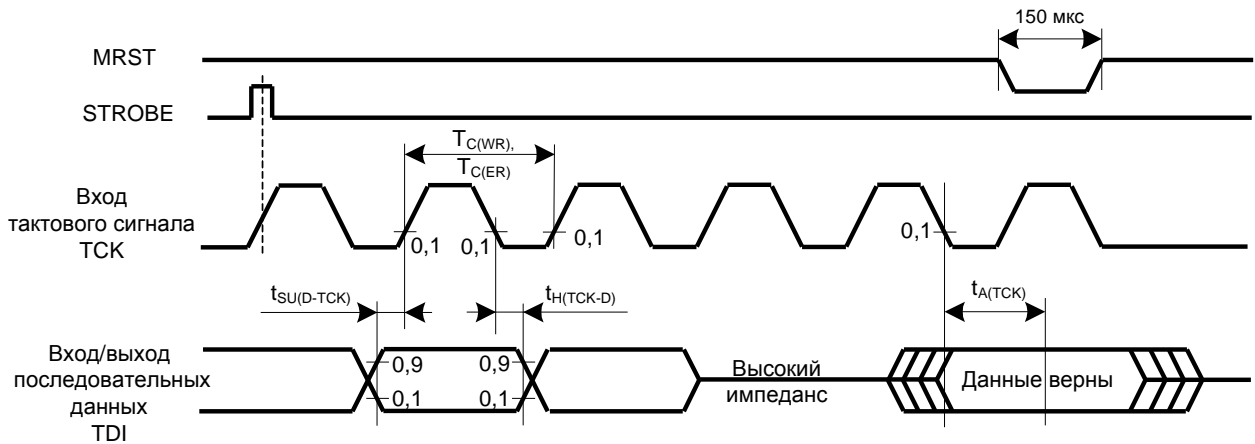 150 мкс
MRST
STROBE
T_C(WR),
T_C(ER)
Вход
тактового сигнала
TCK
0,1
0,1
0,1
0,1
t_SU(D-TCK)
t_H(TCK-D)
t_A(TCK)
Вход/выход
последовательных
данных
TDI
0,9
0,9
0,1
0,1
Высокий
импеданс
Данные верны